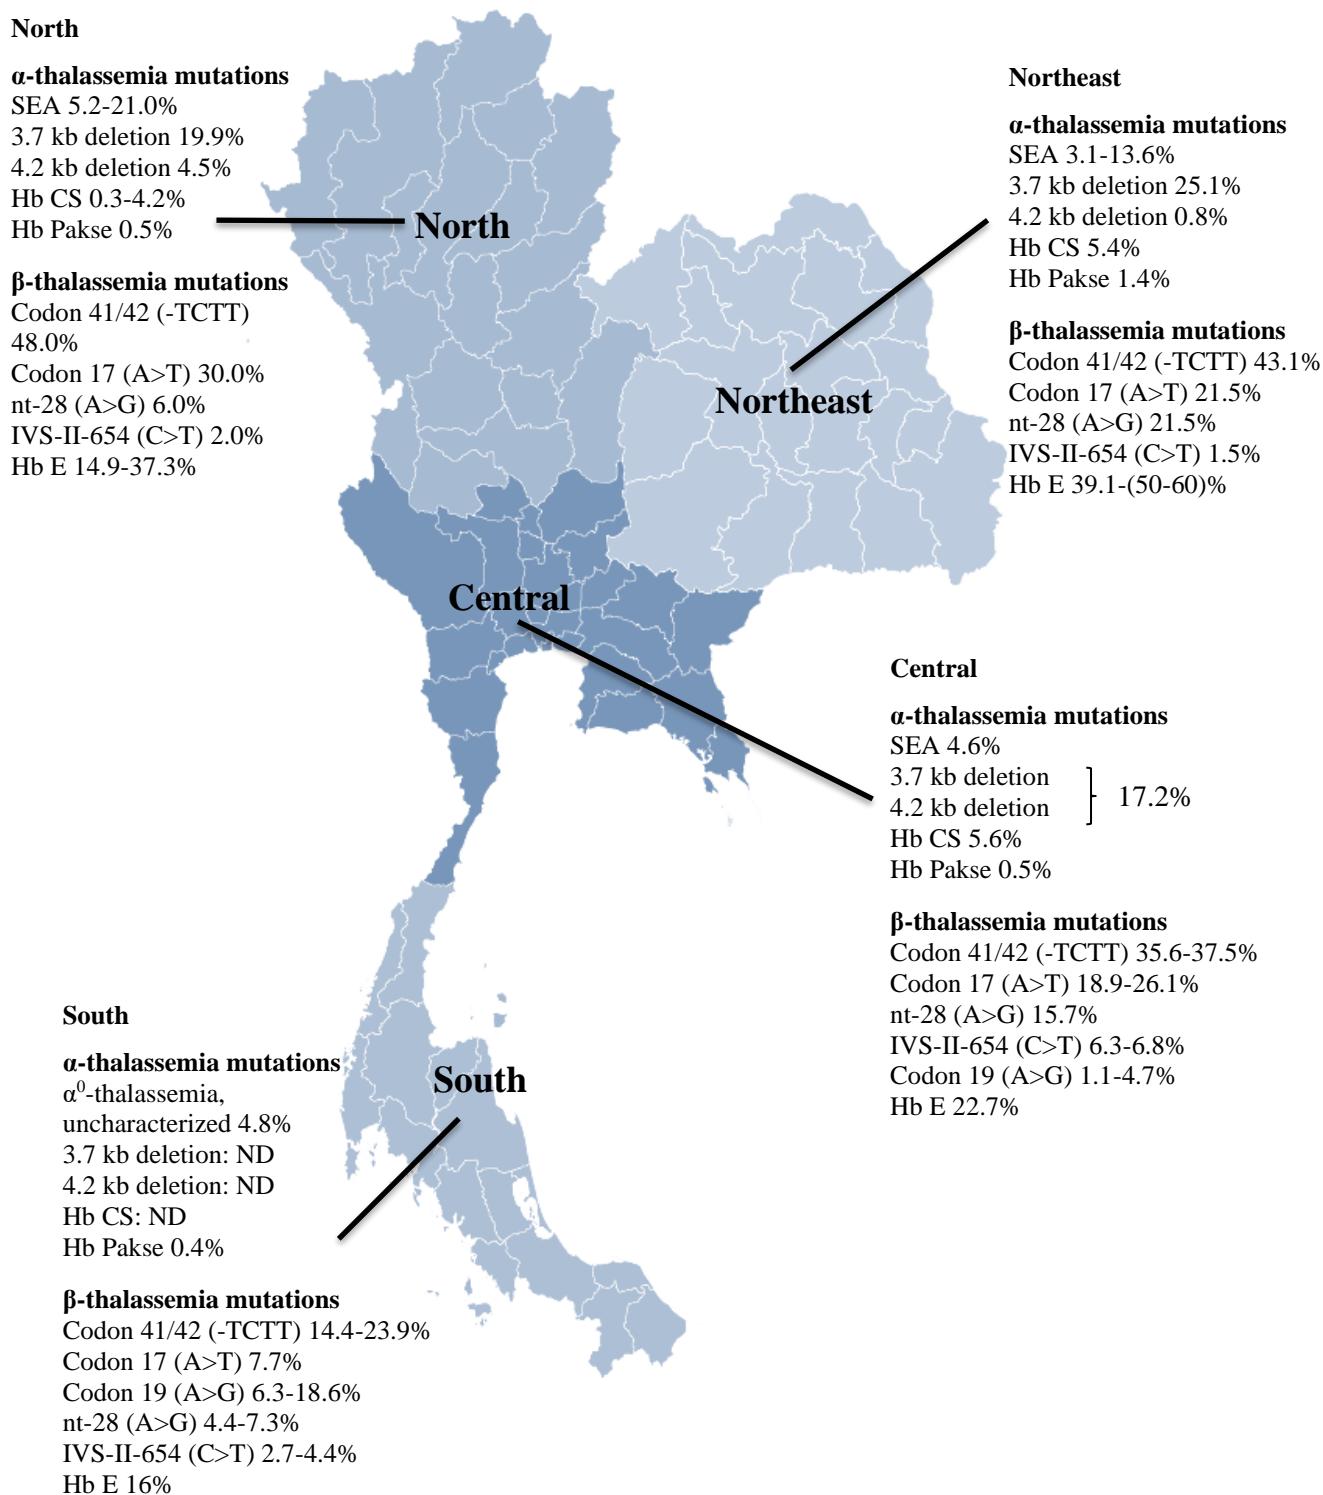 North
α-thalassemia mutations
SEA 5.2-21.0%
3.7 kb deletion 19.9%
4.2 kb deletion 4.5%
Hb CS 0.3-4.2%
Hb Pakse 0.5%
β-thalassemia mutations
Codon 41/42 (-TCTT)
48.0%
Codon 17 (A>T) 30.0%
nt-28 (A>G) 6.0%
IVS-II-654 (C>T) 2.0%
Hb E 14.9-37.3%
North
Northeast
α-thalassemia mutations
SEA 3.1-13.6%
3.7 kb deletion 25.1%
4.2 kb deletion 0.8%
Hb CS 5.4%
Hb Pakse 1.4%
β-thalassemia mutations
Codon 41/42 (-TCTT) 43.1%
Codon 17 (A>T) 21.5%
nt-28 (A>G) 21.5%
IVS-II-654 (C>T) 1.5%
Hb E 39.1-(50-60)%
Northeast
Central
Central
α-thalassemia mutations
SEA 4.6%
3.7 kb deletion
4.2 kb deletion
17.2%
Hb CS 5.6%
Hb Pakse 0.5%
β-thalassemia mutations
Codon 41/42 (-TCTT) 35.6-37.5%
Codon 17 (A>T) 18.9-26.1%
nt-28 (A>G) 15.7%
IVS-II-654 (C>T) 6.3-6.8%
Codon 19 (A>G) 1.1-4.7%
Hb E 22.7%
South
α-thalassemia mutations
α⁰-thalassemia,
uncharacterized 4.8%
3.7 kb deletion: ND
4.2 kb deletion: ND
Hb CS: ND
Hb Pakse 0.4%
β-thalassemia mutations
Codon 41/42 (-TCTT) 14.4-23.9%
Codon 17 (A>T) 7.7%
Codon 19 (A>G) 6.3-18.6%
nt-28 (A>G) 4.4-7.3%
IVS-II-654 (C>T) 2.7-4.4%
Hb E 16%
South